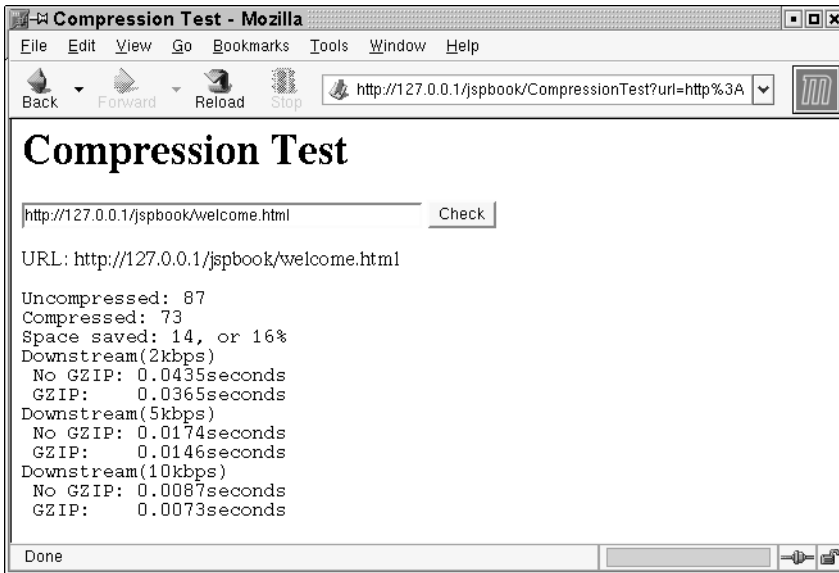 Compression Test - Mozilla
File Edit View Go Bookmarks Tools Window Help
Back Forward Reload Stop http://127.0.0.1/jspbook/CompressionTest?url=http%3A
Compression Test
http://127.0.0.1/jspbook/welcome.html Check
URL: http://127.0.0.1/jspbook/welcome.html
Uncompressed: 87
Compressed: 73
Space saved: 14, or 16%
Downstream(2kbps)
No GZIP: 0.0435seconds
GZIP: 0.0365seconds
Downstream(5kbps)
No GZIP: 0.0174seconds
GZIP: 0.0146seconds
Downstream(10kbps)
No GZIP: 0.0087seconds
GZIP: 0.0073seconds
Done